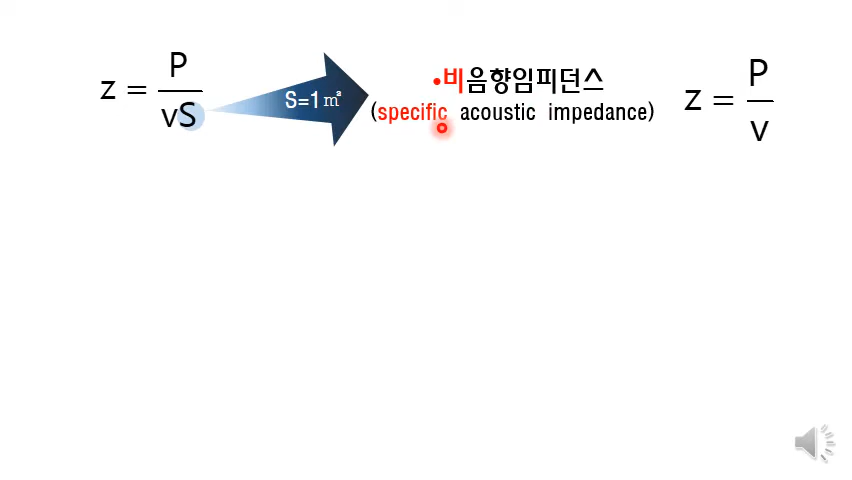 z = P / vS
S=1㎡
•비음향임피던스
(specific acoustic impedance)
z = P / v